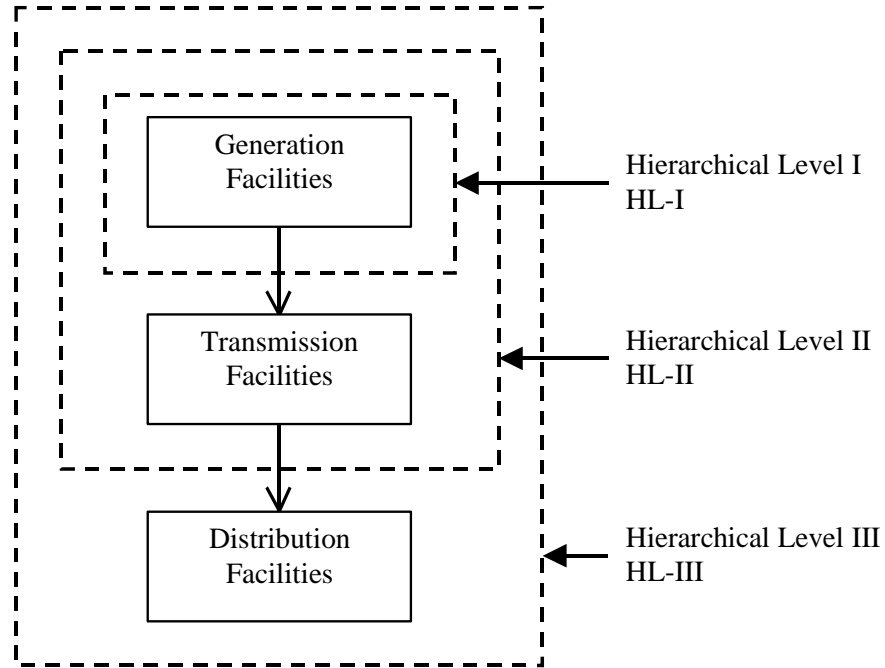 Generation
Facilities
Hierarchical Level I
HL-I
Transmission
Facilities
Hierarchical Level II
HL-II
Distribution
Facilities
Hierarchical Level III
HL-III